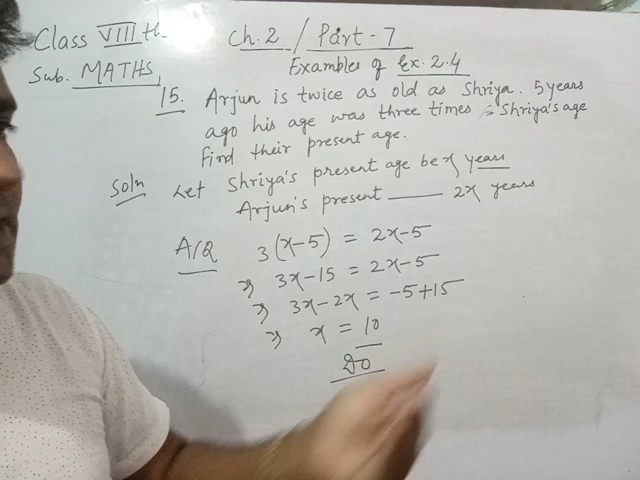 Class VIIIth Ch.2 / Part-7
Sub. MATHS Examples of Ex. 2.4
15. Arjun is twice as old as Shriya. 5 years
ago his age was three times Shriya's age
Find their present age.
Soln Let Shriya's present age be x years
Arjun's present —— 2x years
A/Q 3(x-5) = 2x-5
⇒ 3x-15 = 2x-5
⇒ 3x-2x = -5+15
⇒ x = 10
20